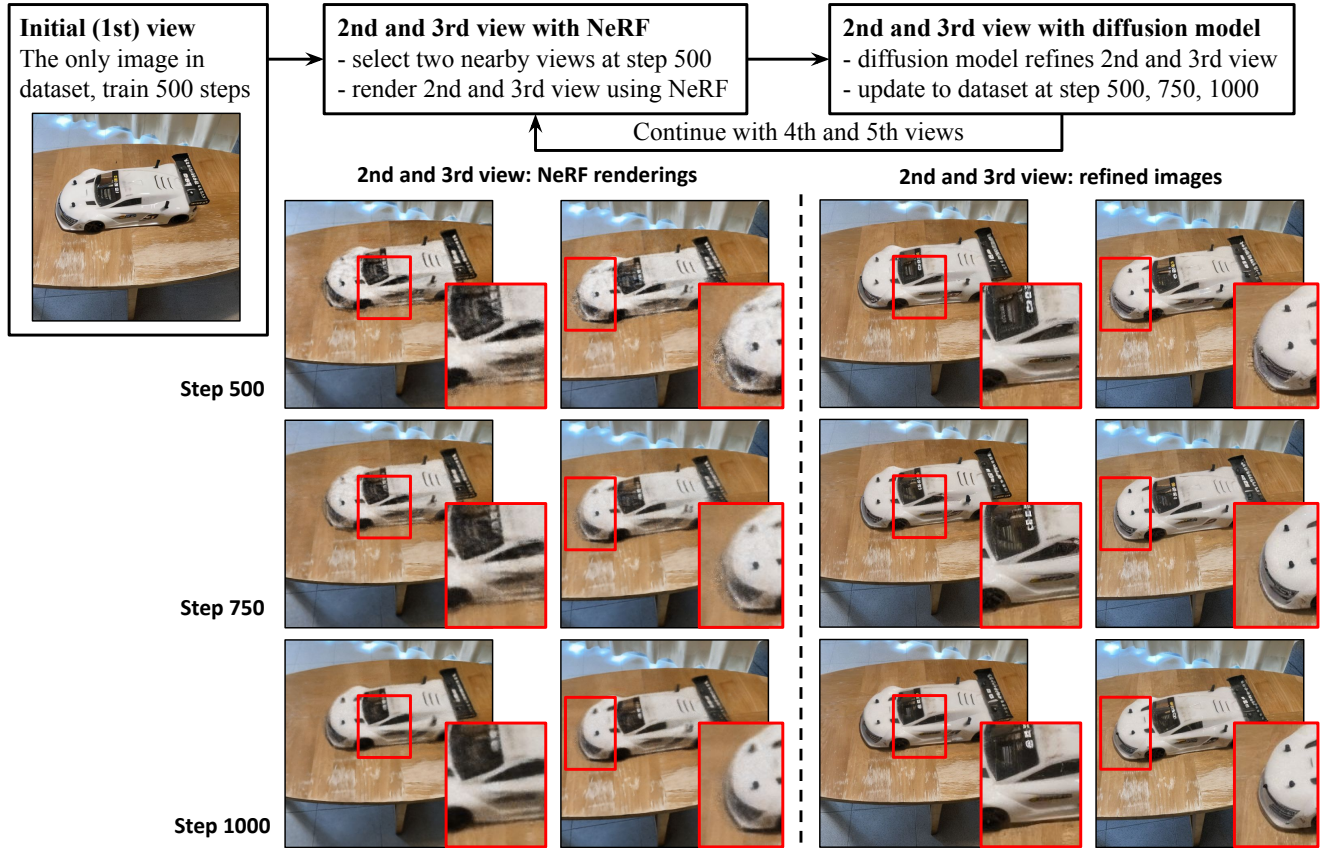 Initial (1st) view
The only image in
dataset, train 500 steps
2nd and 3rd view with NeRF
- select two nearby views at step 500
- render 2nd and 3rd view using NeRF
2nd and 3rd view with diffusion model
- diffusion model refines 2nd and 3rd view
- update to dataset at step 500, 750, 1000
Continue with 4th and 5th views
2nd and 3rd view: NeRF renderings
2nd and 3rd view: refined images
Step 500
Step 750
Step 1000